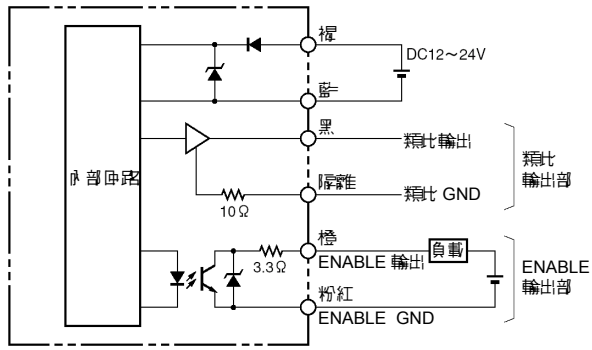 褐
DC12～24V
藍
黑
類比輸出
類比
輸出部
內部回路
隔離
類比 GND
10Ω
橙
負載
3.3Ω
ENABLE 輸出
ENABLE
輸出部
粉紅
ENABLE GND